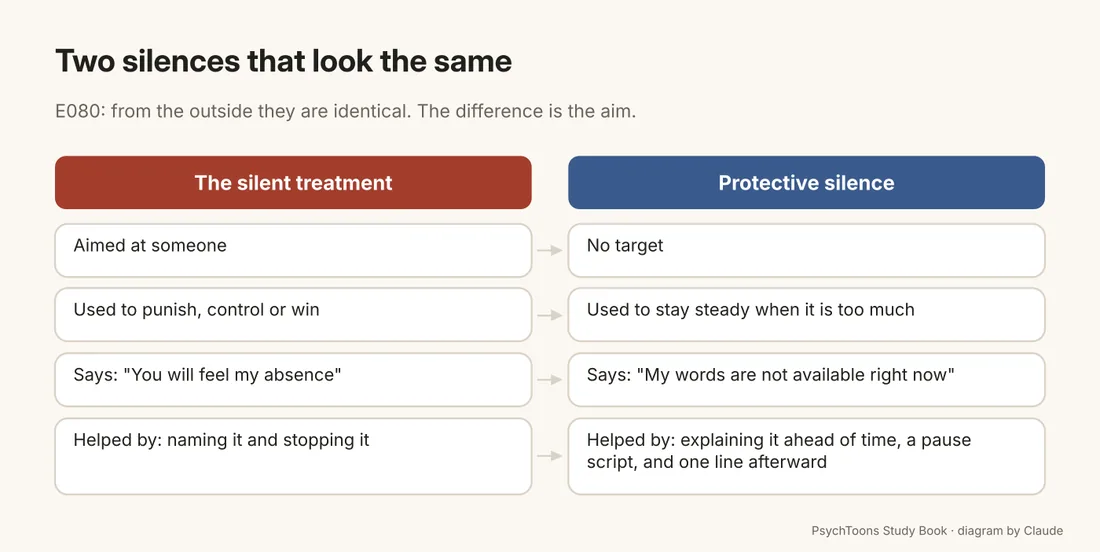 Two silences that look the same
E080: from the outside they are identical. The difference is the aim.
The silent treatment
Protective silence
Aimed at someone
No target
Used to punish, control or win
Used to stay steady when it is too much
Says: "You will feel my absence"
Says: "My words are not available right now"
Helped by: naming it and stopping it
Helped by: explaining it ahead of time, a pause
script, and one line afterward
PsychToons Study Book · diagram by Claude